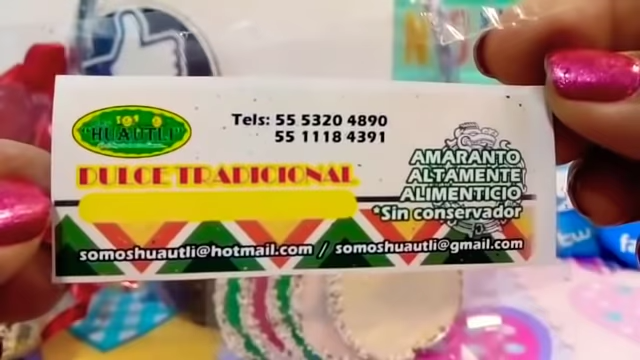 "HUAUTLI"
Tels: 55 5320 4890
55 1118 4391
DULCE TRADICIONAL
AMARANTO
ALTAMENTE
ALIMENTICIO
*Sin conservador
somoshuautli@hotmail.com / somoshuautli@gmail.com